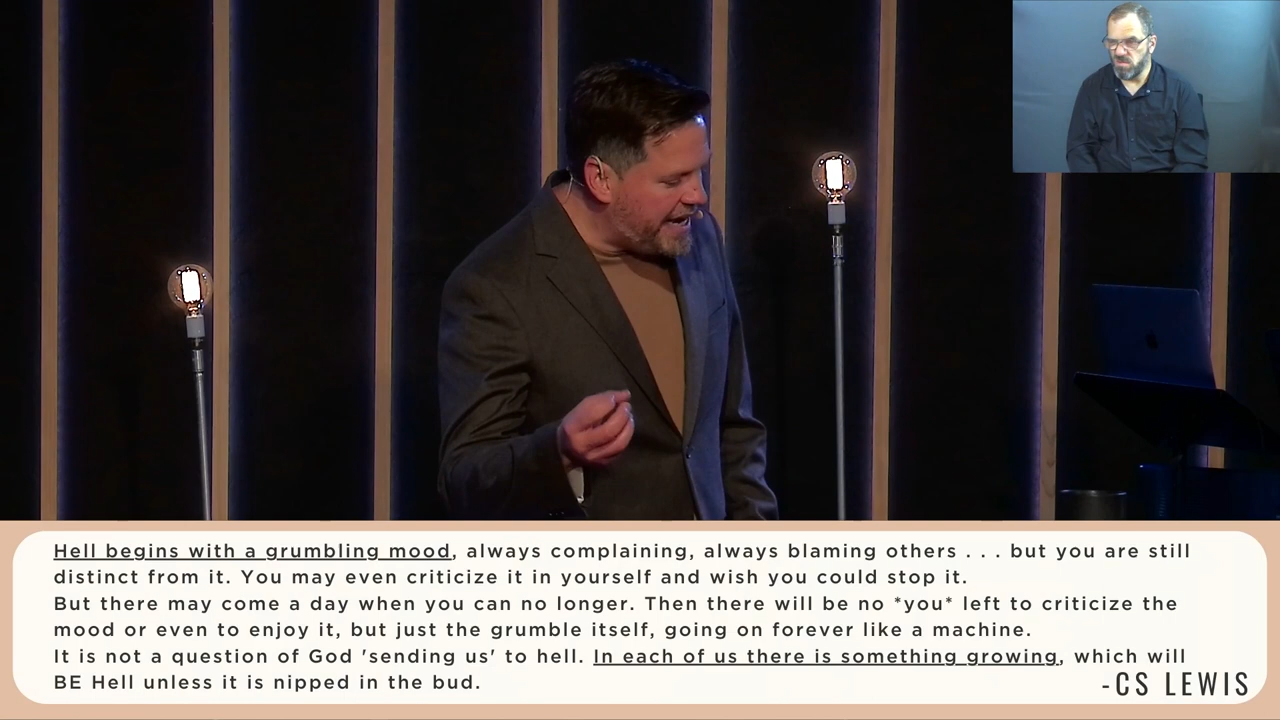 Hell begins with a grumbling mood, always complaining, always blaming others . . . but you are still
distinct from it. You may even criticize it in yourself and wish you could stop it.
But there may come a day when you can no longer. Then there will be no *you* left to criticize the
mood or even to enjoy it, but just the grumble itself, going on forever like a machine.
It is not a question of God 'sending us' to hell. In each of us there is something growing, which will
BE Hell unless it is nipped in the bud.
-CS LEWIS